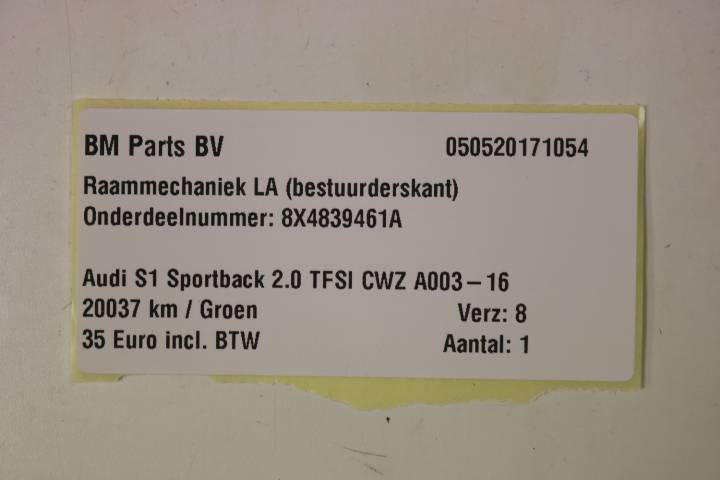 BM Parts BV 050520171054
Raammechaniek LA (bestuurderskant)
Onderdeelnummer: 8X4839461A
Audi S1 Sportback 2.0 TFSI CWZ A003-16
20037 km / Groen Verz: 8
35 Euro incl. BTW Aantal: 1